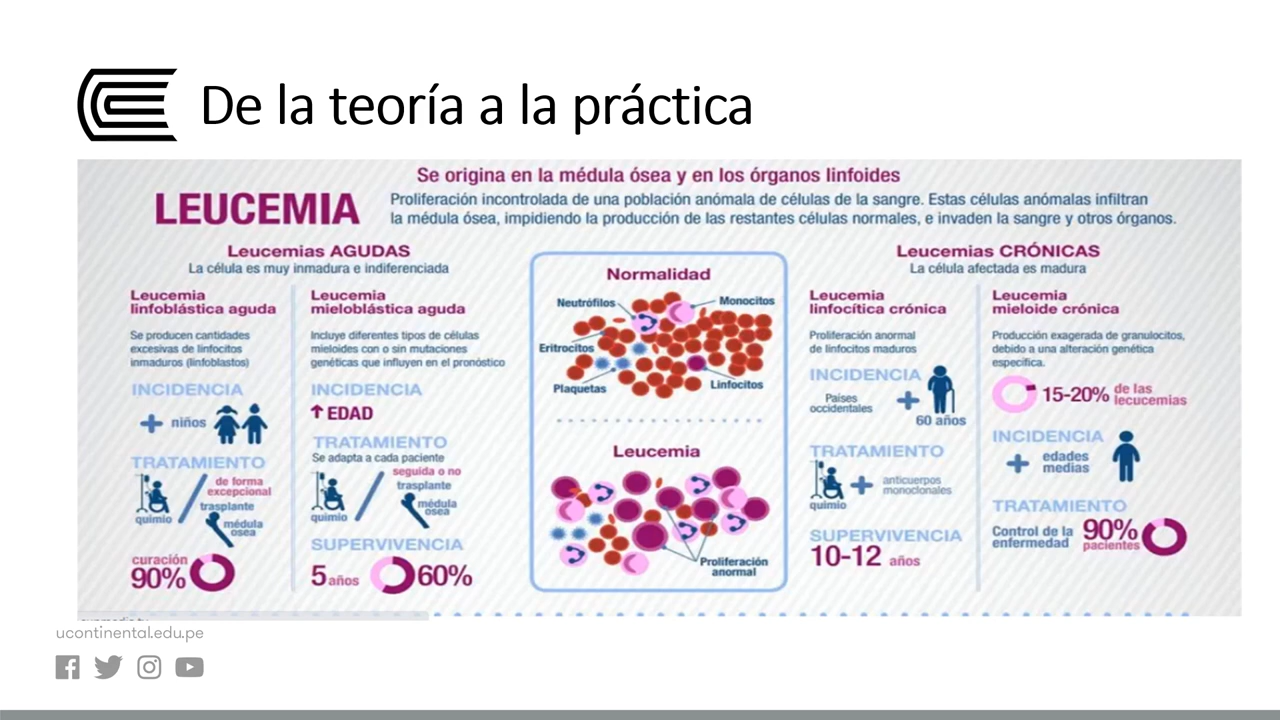 De la teoría a la práctica
Se origina en la médula ósea y en los órganos linfoides
LEUCEMIA
Proliferación incontrolada de una población anómala de células de la sangre. Estas células anómalas infiltran
la médula ósea, impidiendo la producción de las restantes células normales, e invaden la sangre y otros órganos.
Leucemias AGUDAS
La célula es muy inmadura e indiferenciada
Leucemia
linfoblástica aguda
Se producen cantidades
excesivas de linfocitos
inmaduros (linfoblastos)
INCIDENCIA
+ niños
TRATAMIENTO
quimio
de forma
excepcional
trasplante
médula
osea
curación
90%
Leucemia
mieloblástica aguda
Incluye diferentes tipos de células
mieloides con o sin mutaciones
genéticas que influyen en el pronóstico
INCIDENCIA
↑ EDAD
TRATAMIENTO
Se adapta a cada paciente
quimio
seguida o no
trasplante
médula
osea
SUPERVIVENCIA
5 años 60%
Normalidad
Neutrófilos
Monocitos
Eritrocitos
Plaquetas
Linfocitos
Leucemia
Proliferación
anormal
Leucemias CRÓNICAS
La célula afectada es madura
Leucemia
linfocítica crónica
Proliferación anormal
de linfocitos maduros
INCIDENCIA
Países
occidentales
+
60 años
TRATAMIENTO
quimio
+ anticuerpos
monoclonales
SUPERVIVENCIA
10-12 años
Leucemia
mieloide crónica
Producción exagerada de granulocitos,
debido a una alteración genética
específica.
15-20% de las
lecucemias
INCIDENCIA
+ edades
medias
TRATAMIENTO
Control de la
enfermedad
90%
pacientes
ucontinental.edu.pe